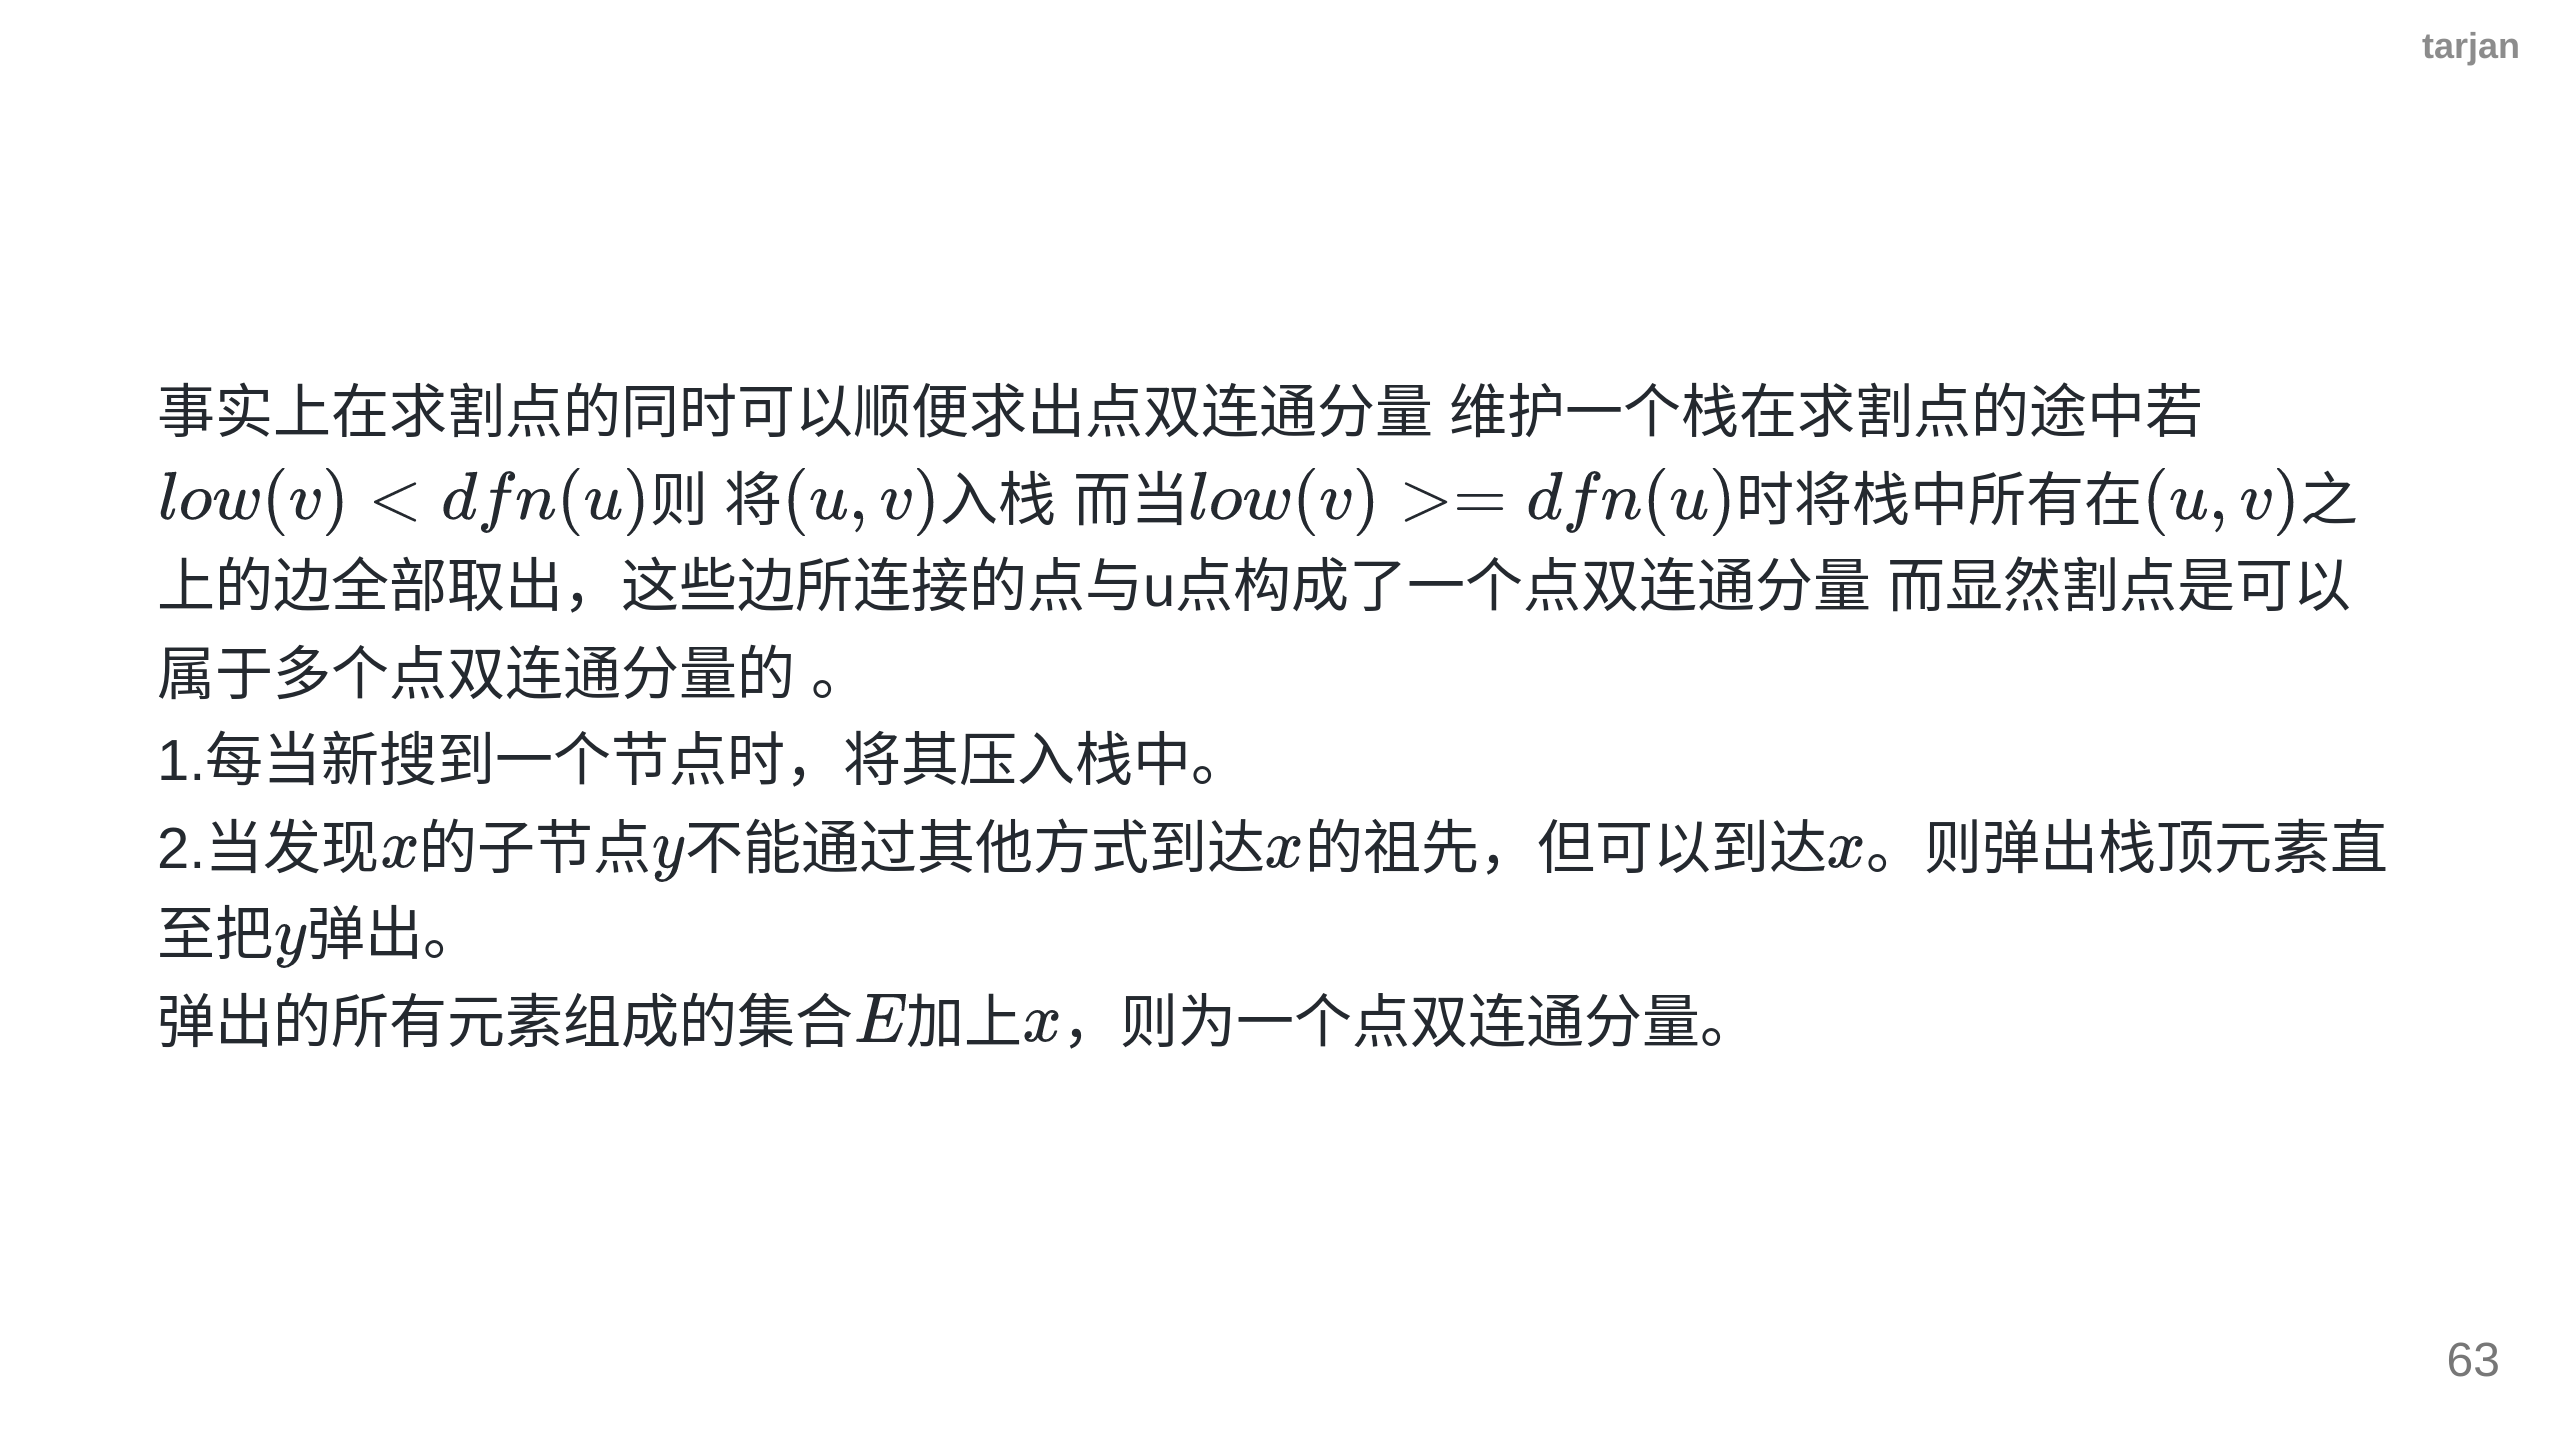 tarjan
事实上在求割点的同时可以顺便求出点双连通分量 维护一个栈在求割点的途中若
low(v) < dfn(u)则 将(u, v)入栈 而当low(v) >= dfn(u)时将栈中所有在(u, v)之
上的边全部取出，这些边所连接的点与u点构成了一个点双连通分量 而显然割点是可以
属于多个点双连通分量的 。
1.每当新搜到一个节点时，将其压入栈中。
2.当发现x的子节点y不能通过其他方式到达x的祖先，但可以到达x。则弹出栈顶元素直
至把y弹出。
弹出的所有元素组成的集合E加上x，则为一个点双连通分量。
63